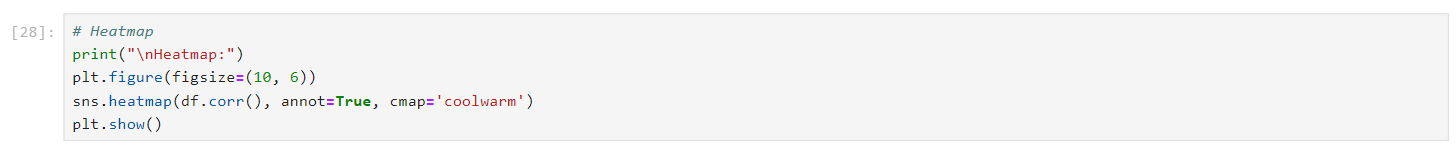 [28]: # Heatmap
print("\nHeatmap:")
plt.figure(figsize=(10, 6))
sns.heatmap(df.corr(), annot=True, cmap='coolwarm')
plt.show()